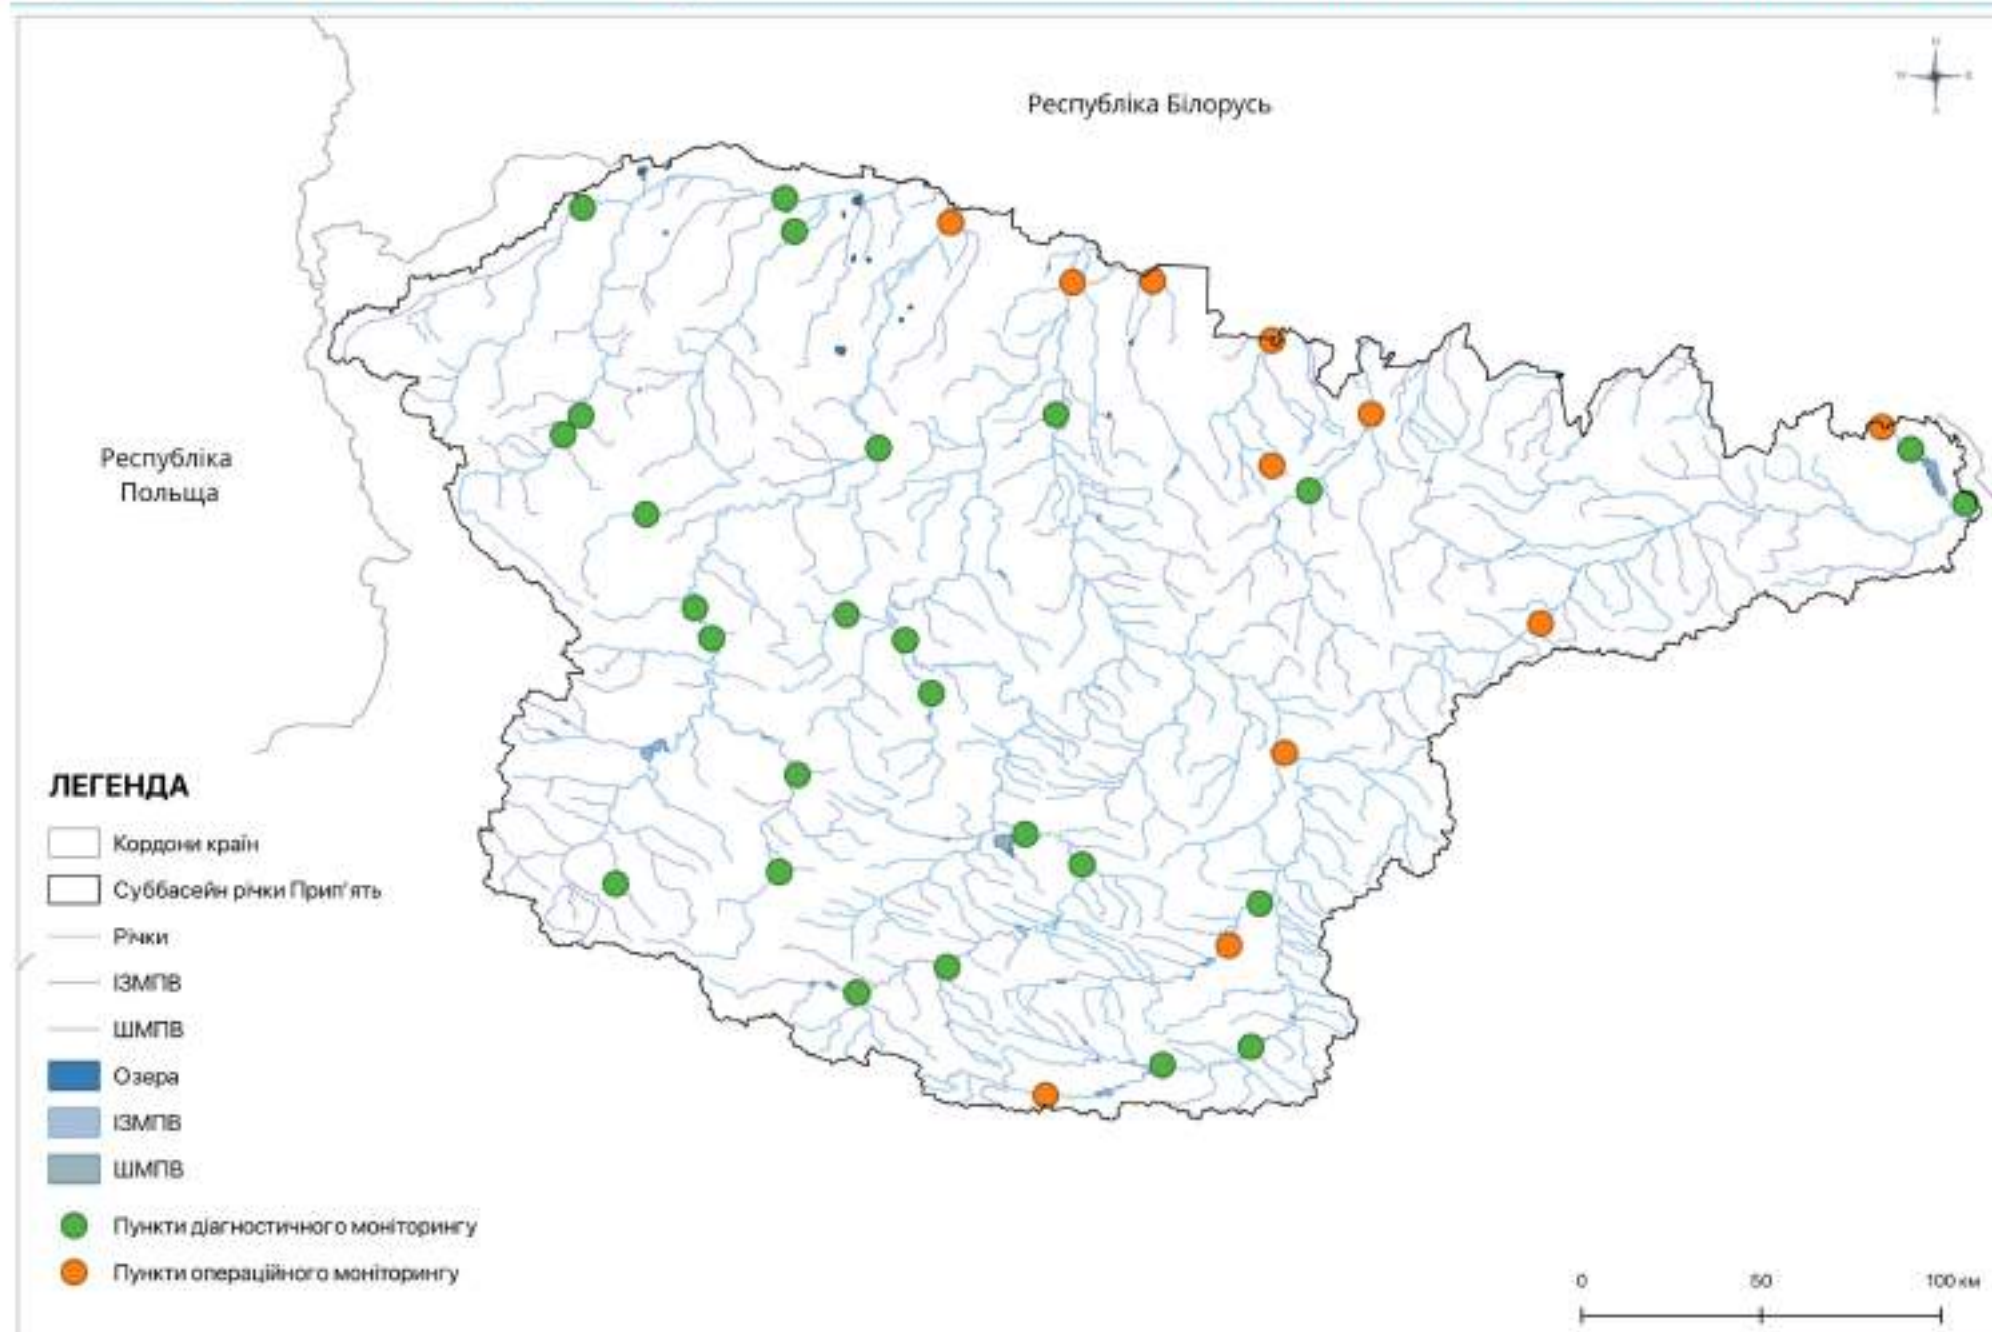 Республіка Білорусь
Республіка
Польща
ЛЕГЕНДА
Кордони країн
Суббасейн річки Прип'ять
Річки
ІЗМПВ
ШМПВ
Озера
ІЗМПВ
ШМПВ
Пункти діагностичного моніторингу
Пункти операційного моніторингу
0 50 100 км